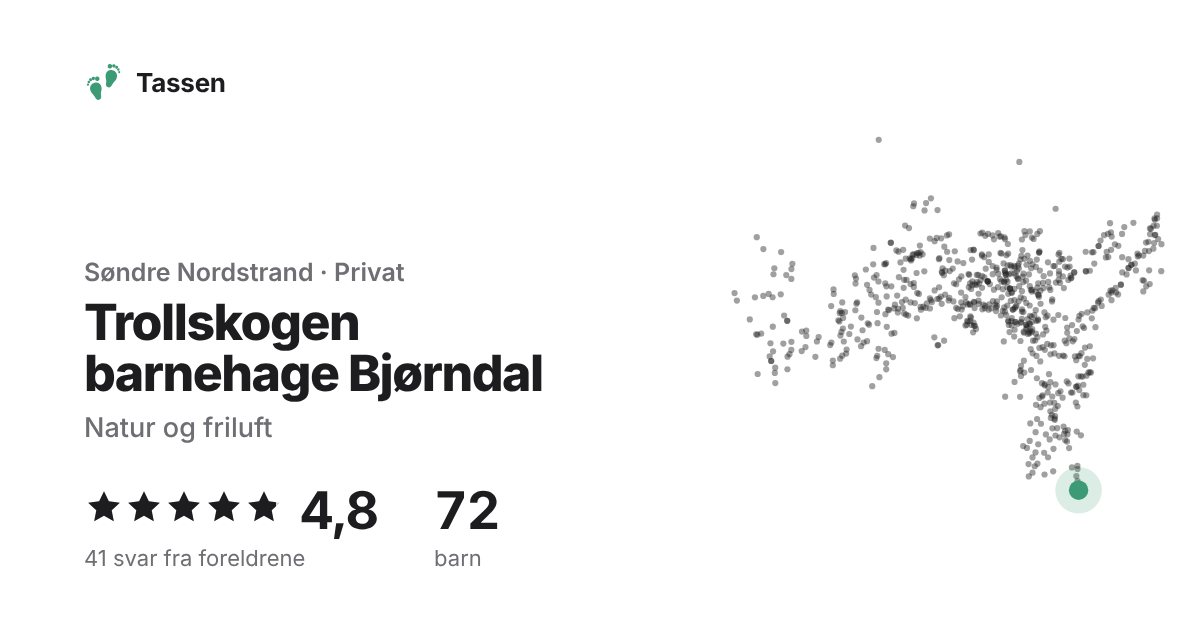 Tassen
Søndre Nordstrand · Privat
Trollskogen
barnehage Bjørndal
Natur og friluft
4,8
41 svar fra foreldrene
72
barn